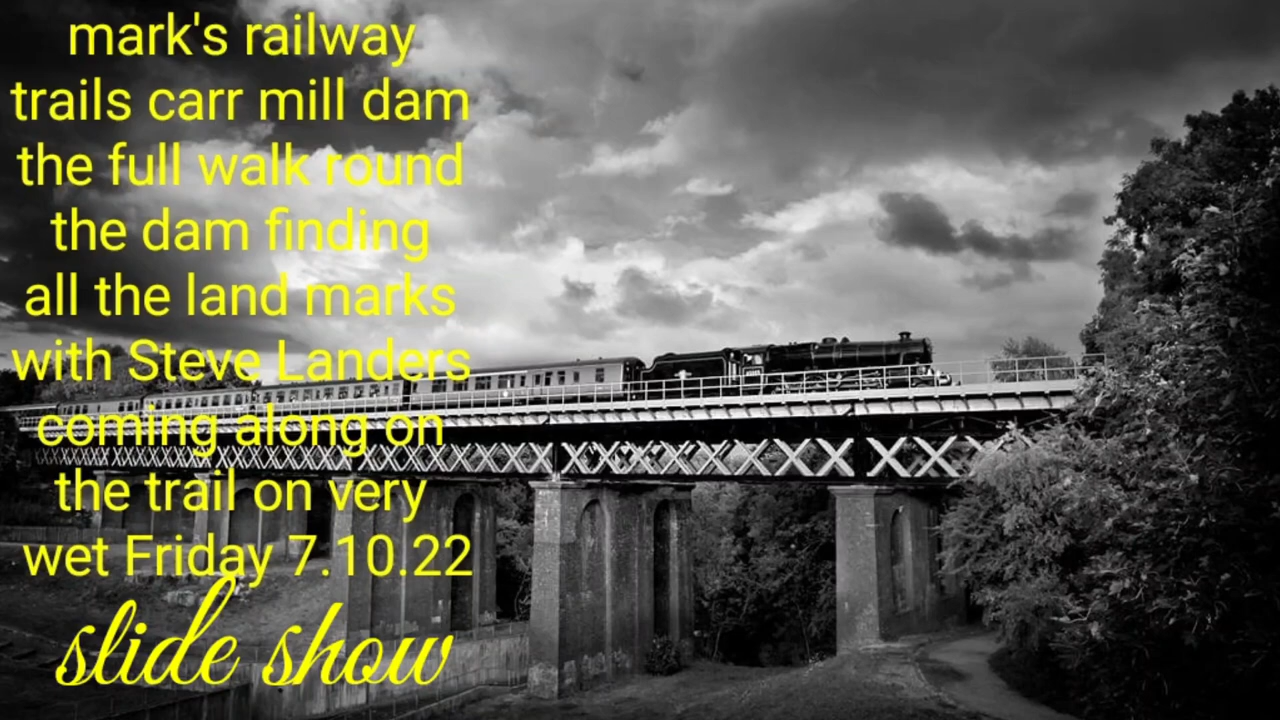 mark's railway
trails carr mill dam
the full walk round
the dam finding
all the land marks
with Steve Landers
coming along on
the trail on very
wet Friday 7.10.22
slide show